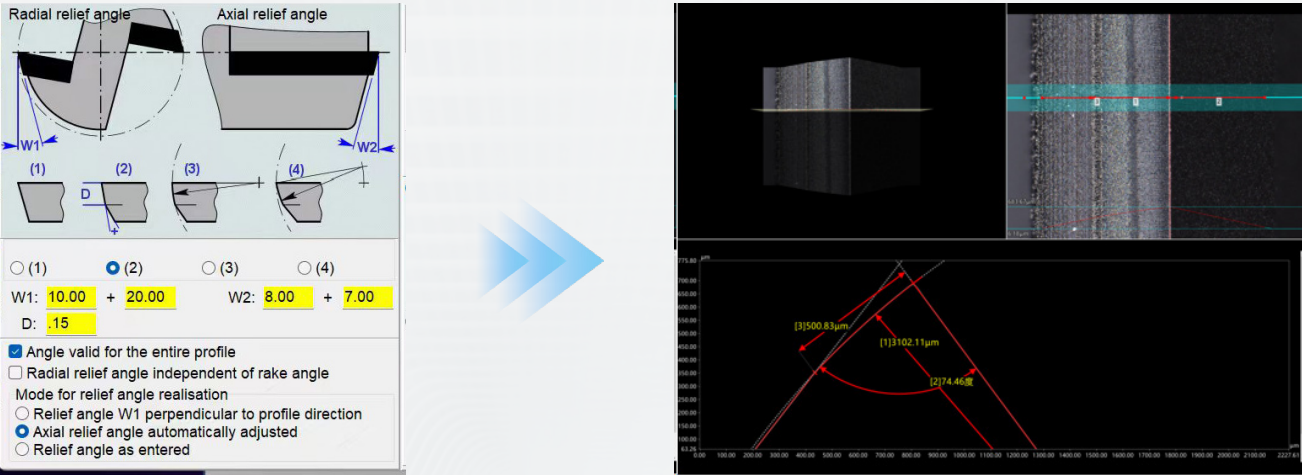 Radial relief angle
Axial relief angle
W1
W2
(1)
(2)
(3)
(4)
D
(1)
(2)
(3)
(4)
W1: 10.00 + 20.00 W2: 8.00 + 7.00
D: .15
Angle valid for the entire profile
Radial relief angle independent of rake angle
Mode for relief angle realisation
Relief angle W1 perpendicular to profile direction
Axial relief angle automatically adjusted
Relief angle as entered
μm
775.80
700.00
650.00
600.00
550.00
500.00
450.00
400.00
350.00
300.00
250.00
200.00
150.00
100.00
63.26
[3]500.83μm
[1]3102.11μm
[2]74.46度
0.00 100.00 200.00 300.00 400.00 500.00 600.00 700.00 800.00 900.00 1000.00 1100.00 1200.00 1300.00 1400.00 1500.00 1600.00 1700.00 1800.00 1900.00 2000.00 2100.00 2227.61
μm